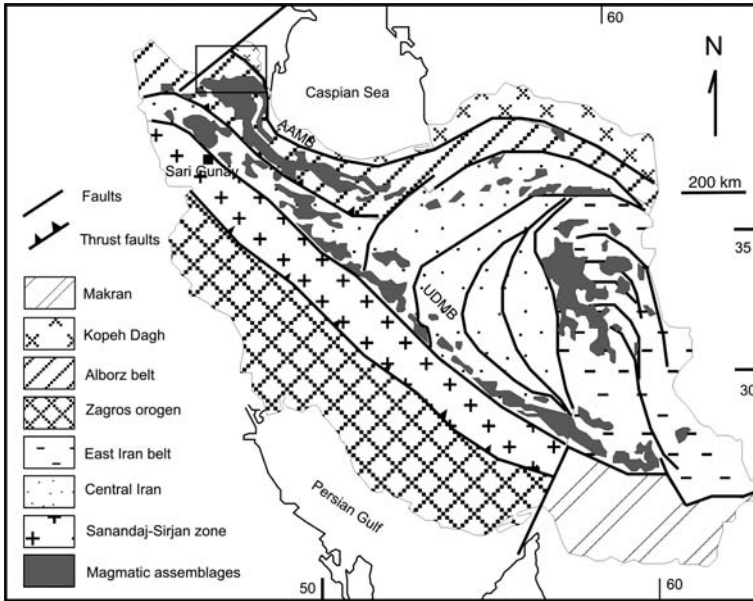 60
N
Caspian Sea
AAMB
Sari Gunay
200 km
Faults
35
Thrust faults
Makran
UDMB
Kopeh Dagh
Alborz belt
30
Zagros orogen
East Iran belt
Central Iran
Persian Gulf
Sanandaj-Sirjan zone
Magmatic assemblages
50
60